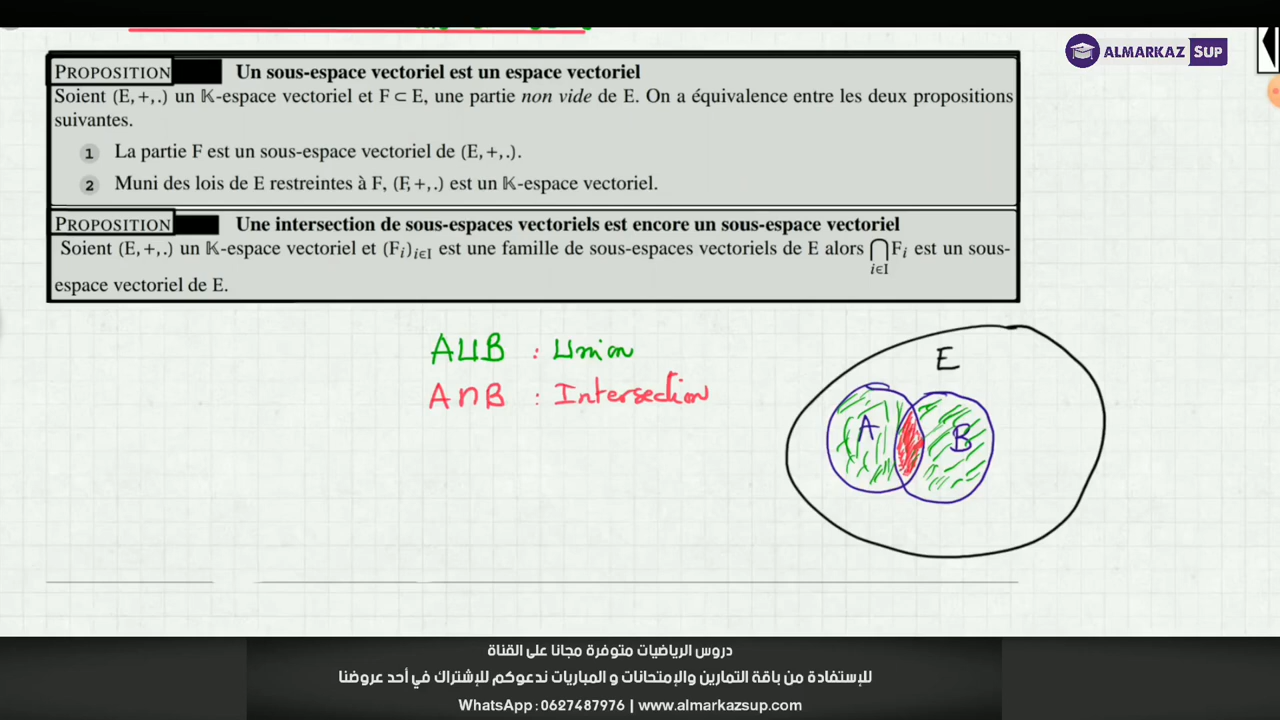 ALMARKAZ SUP
PROPOSITION Un sous-espace vectoriel est un espace vectoriel
Soient (E,+,.) un 𝕂-espace vectoriel et F ⊂ E, une partie non vide de E. On a équivalence entre les deux propositions
suivantes.
1 La partie F est un sous-espace vectoriel de (E,+,.).
2 Muni des lois de E restreintes à F, (F,+,.) est un 𝕂-espace vectoriel.
PROPOSITION Une intersection de sous-espaces vectoriels est encore un sous-espace vectoriel
Soient (E,+,.) un 𝕂-espace vectoriel et (Fᵢ)i∈I est une famille de sous-espaces vectoriels de E alors ⋂ Fᵢ est un sous-
i∈I
espace vectoriel de E.
A∪B : Union
A∩B : Intersection
E
A B
دروس الرياضيات متوفرة مجانا على القناة
للإستفادة من باقة التمارين والإمتحانات و المباريات ندعوكم للإشتراك في أحد عروضنا
WhatsApp : 0627487976 | www.almarkazsup.com